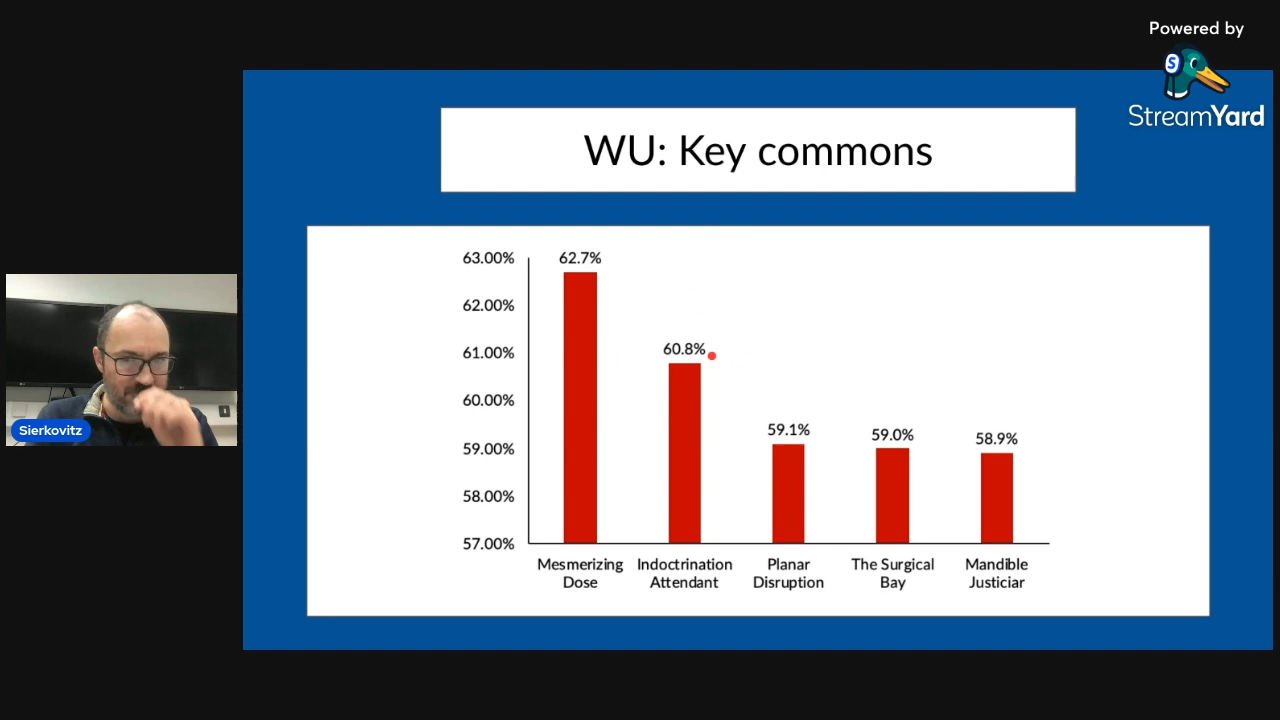 Powered by
StreamYard
WU: Key commons
63.00%
62.00%
61.00%
60.00%
59.00%
58.00%
57.00%
62.7%
60.8%
59.1%
59.0%
58.9%
Mesmerizing
Dose
Indoctrination
Attendant
Planar
Disruption
The Surgical
Bay
Mandible
Justiciar
Sierkovitz
S